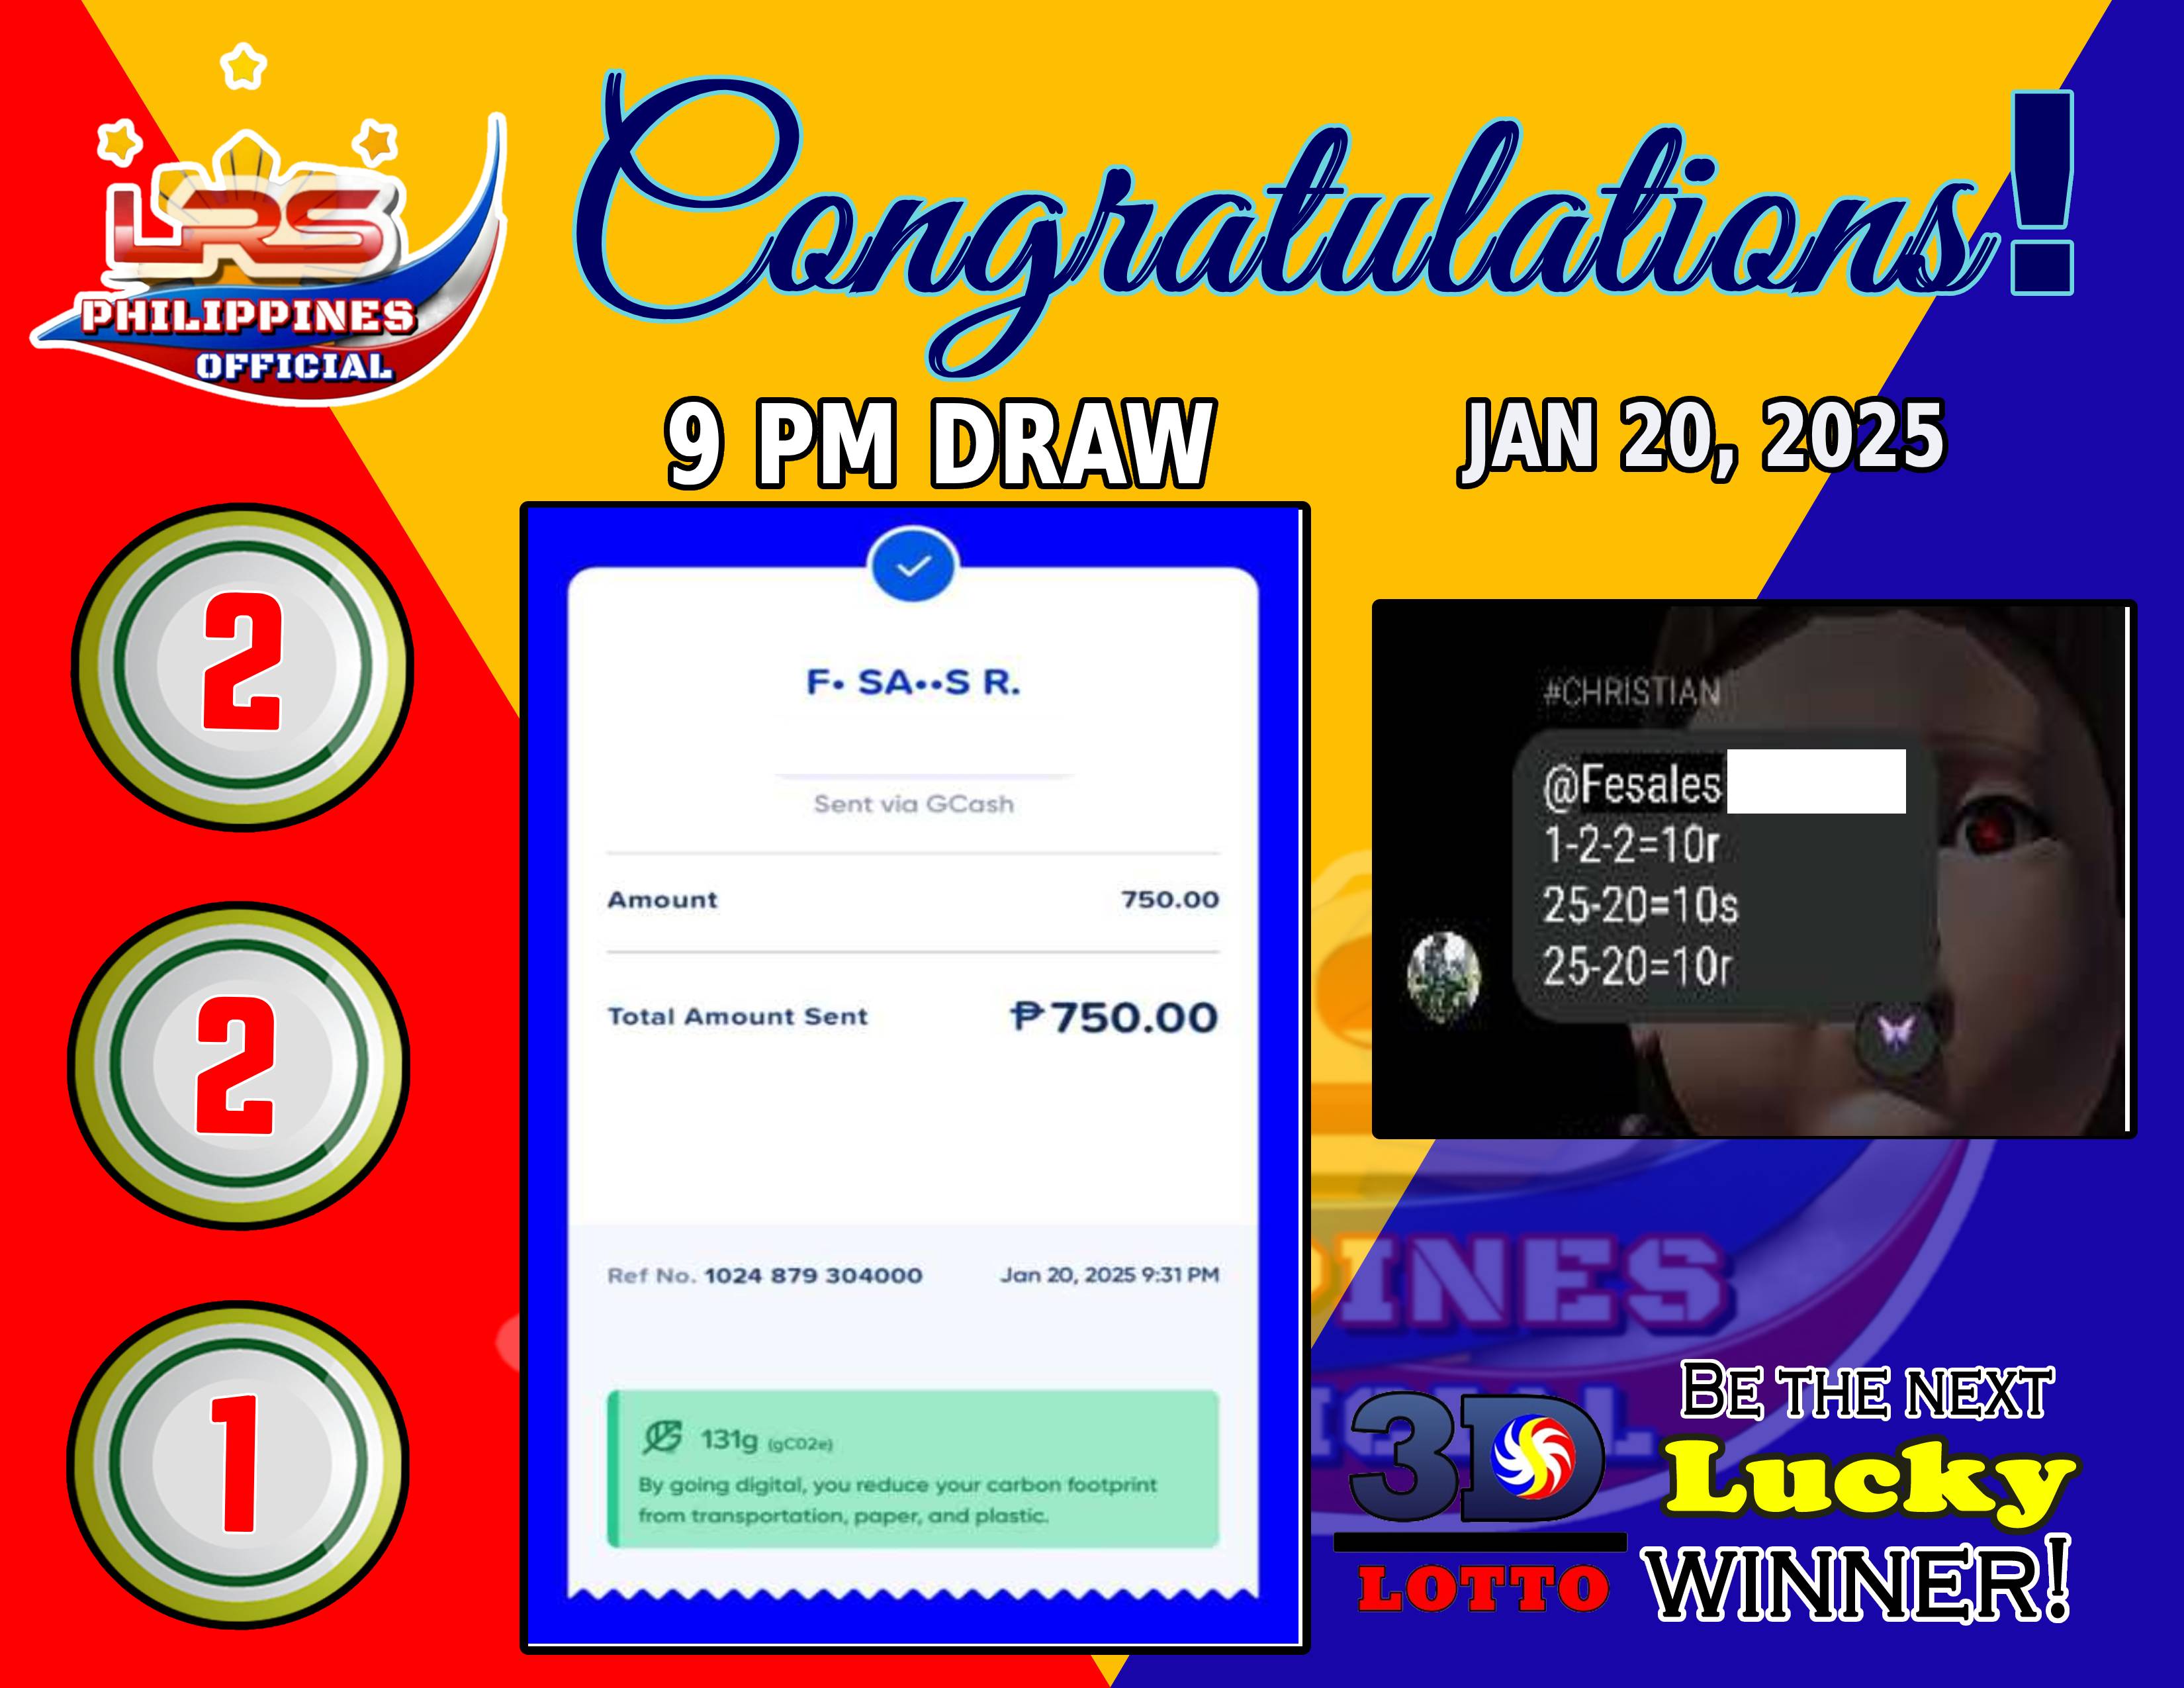 LRS
PHILIPPINES
OFFICIAL
Congratulations!
9 PM DRAW
JAN 20, 2025
2
2
1
F• SA••S R.
Sent via GCash
Amount 750.00
Total Amount Sent ₱750.00
Ref No. 1024 879 304000 Jan 20, 2025 9:31 PM
131g (gCO2e)
By going digital, you reduce your carbon footprint
from transportation, paper, and plastic.
#CHRISTIAN
@Fesales
1-2-2=10r
25-20=10s
25-20=10r
PINES
3D
LOTTO
BE THE NEXT
Lucky
WINNER!